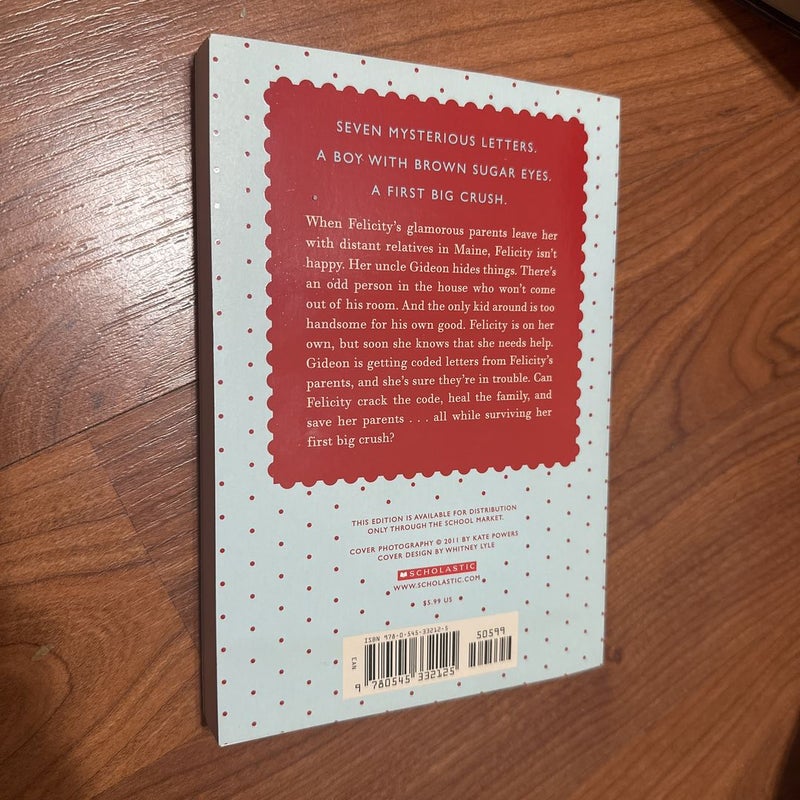 SEVEN MYSTERIOUS LETTERS.
A BOY WITH BROWN SUGAR EYES.
A FIRST BIG CRUSH.
When Felicity's glamorous parents leave her
with distant relatives in Maine, Felicity isn't
happy. Her uncle Gideon hides things. There's
an odd person in the house who won't come
out of his room. And the only kid around is too
handsome for his own good. Felicity is on her
own, but soon she knows that she needs help.
Gideon is getting coded letters from Felicity's
parents, and she's sure they're in trouble. Can
Felicity crack the code, heal the family, and
save her parents . . . all while surviving her
first big crush?
THIS EDITION IS AVAILABLE FOR DISTRIBUTION
ONLY THROUGH THE SCHOOL MARKET.
COVER PHOTOGRAPHY © 2011 BY KATE POWERS
COVER DESIGN BY WHITNEY LYLE
SCHOLASTIC
WWW.SCHOLASTIC.COM
$5.99 US
ISBN 978-0-545-33212-5
50599
EAN
9 780545 332125